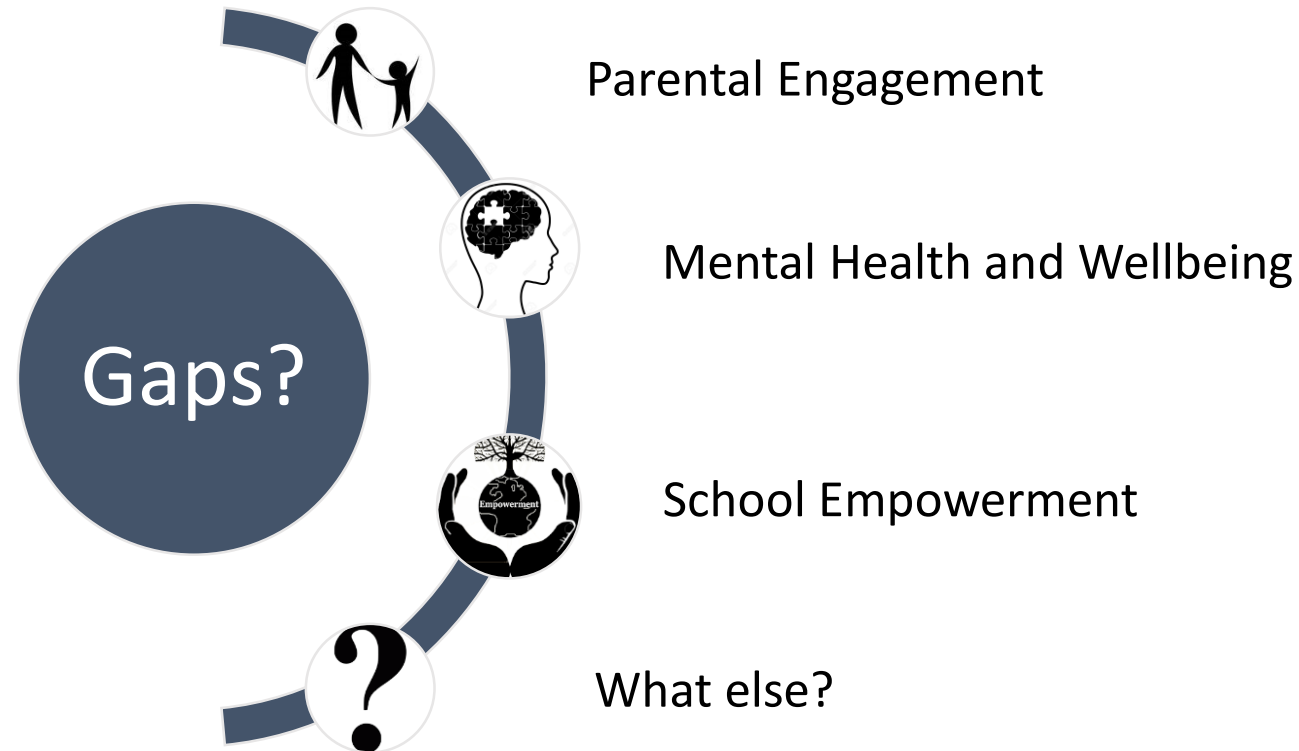 Parental Engagement
Mental Health and Wellbeing
Gaps?
Empowerment
School Empowerment
?
What else?